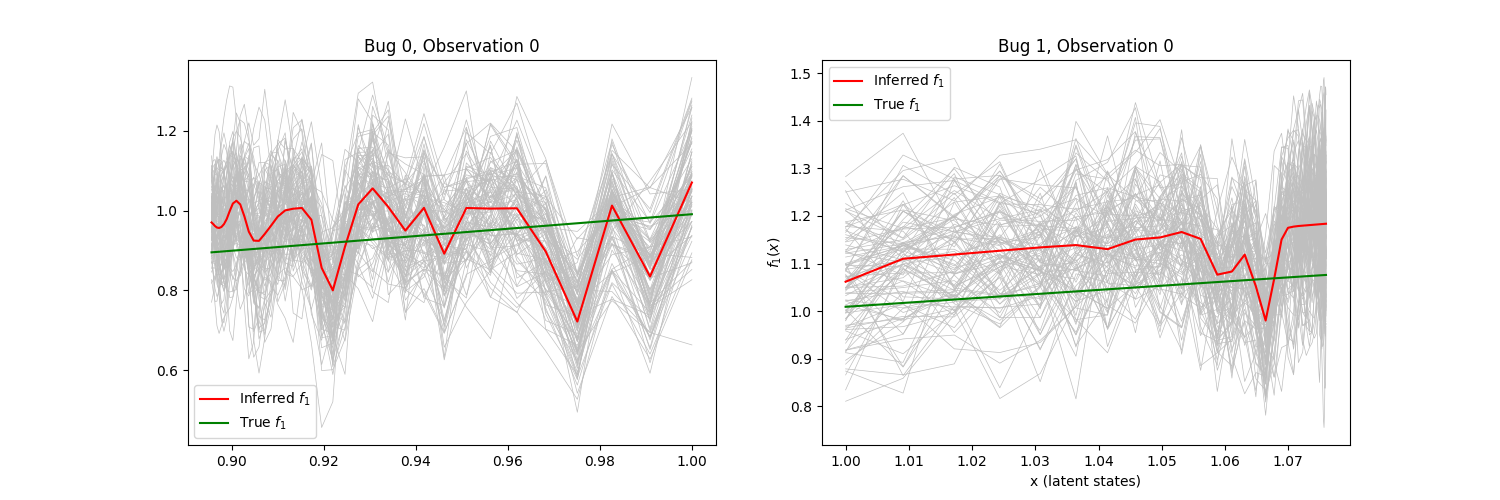 Bug 0, Observation 0
1.2
1.0
0.8
0.6
Inferred f₁
True f₁
0.90 0.92 0.94 0.96 0.98 1.00
Bug 1, Observation 0
Inferred f₁
True f₁
1.5
1.4
1.3
1.2
1.1
1.0
0.9
0.8
f₁(x)
1.00 1.01 1.02 1.03 1.04 1.05 1.06 1.07
x (latent states)